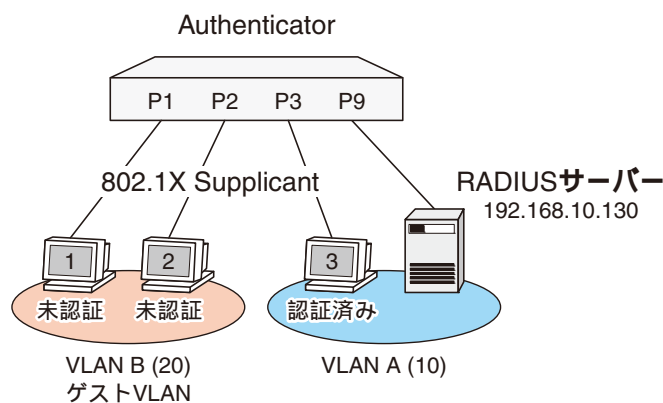 Authenticator
P1 P2 P3 P9
802.1X Supplicant
RADIUSサーバー
192.168.10.130
1 2 3
未認証 未認証 認証済み
VLAN B (20) VLAN A (10)
ゲストVLAN